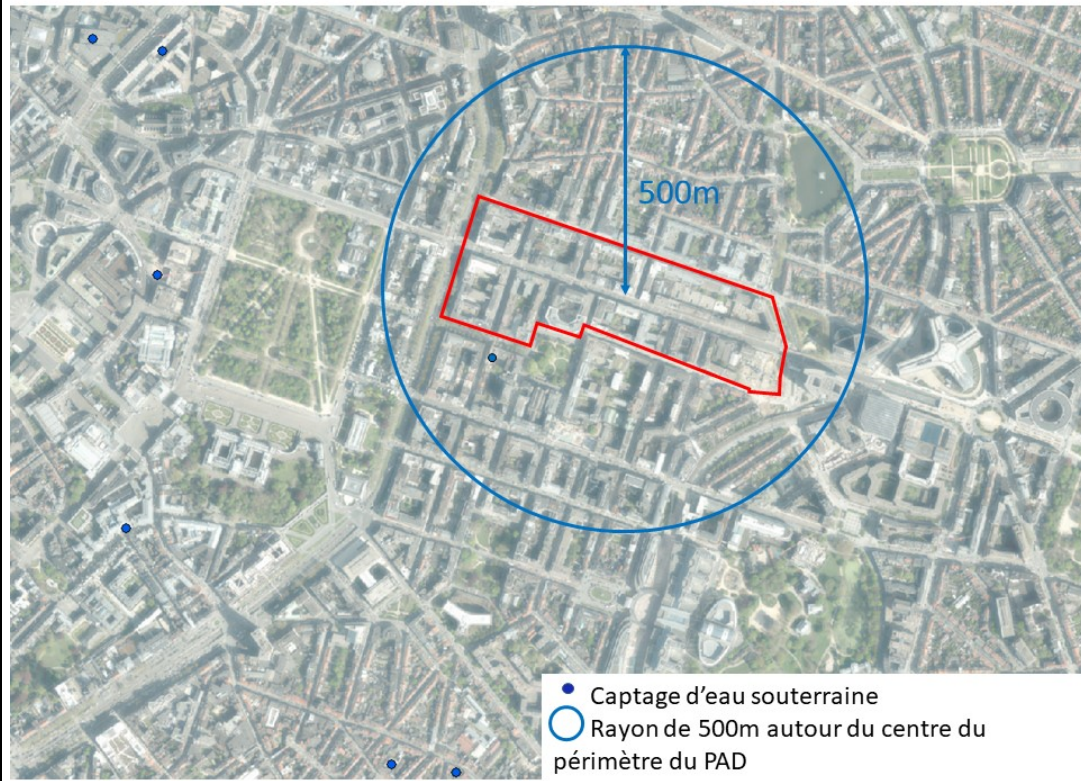 500m
Captage d'eau souterraine
Rayon de 500m autour du centre du
périmètre du PAD